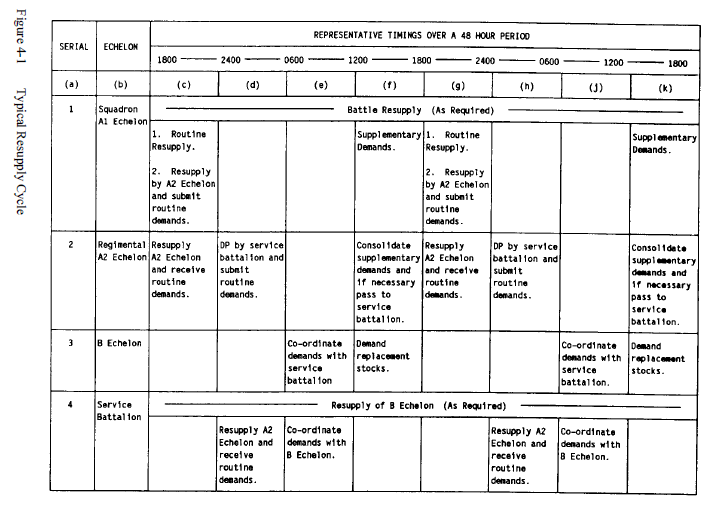 Figure 4-1 Typical Resupply Cycle
SERIAL
ECHELON
REPRESENTATIVE TIMINGS OVER A 48 HOUR PERIOD
1800 2400 0600 1200 1800 2400 0600 1200 1800
(a) (b) (c) (d) (e) (f) (g) (h) (j) (k)
1
Squadron
A1 Echelon
Battle Resupply (As Required)
1. Routine
Resupply.
2. Resupply
by A2 Echelon
and submit
routine
demands.
Supplementary
Demands.
1. Routine
Resupply.
2. Resupply
by A2 Echelon
and submit
routine
demands.
Supplementary
Demands.
2
Regimental
A2 Echelon
Resupply
A2 Echelon
and receive
routine
demands.
DP by service
battalion and
submit
routine
demands.
Consolidate
supplementary
demands and
if necessary
pass to
service
battalion.
Resupply
A2 Echelon
and receive
routine
demands.
DP by service
battalion and
submit
routine
demands.
Consolidate
supplementary
demands and
if necessary
pass to
service
battalion.
3
B Echelon
Co-ordinate
demands with
service
battalion
Demand
replacement
stocks.
Co-ordinate
demands with
service
battalion.
Demand
replacement
stocks.
4
Service
Battalion
Resupply of B Echelon (As Required)
Resupply A2
Echelon and
receive
routine
demands.
Co-ordinate
demands with
B Echelon.
Resupply A2
Echelon and
receive
routine
demands.
Co-ordinate
demands with
B Echelon.